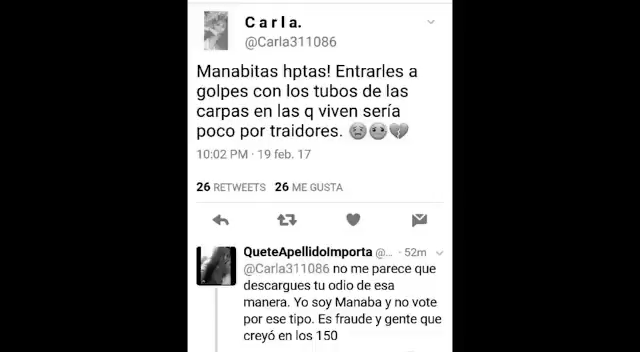 C a r l a.
@Carla311086
Manabitas hptas! Entrarles a
golpes con los tubos de las
carpas en las q viven sería
poco por traidores.
10:02 PM · 19 feb. 17
26 RETWEETS 26 ME GUSTA
QueteApellidoImporta @... · 52m
@Carla311086 no me parece que
descargues tu odio de esa
manera. Yo soy Manaba y no vote
por ese tipo. Es fraude y gente que
creyó en los 150